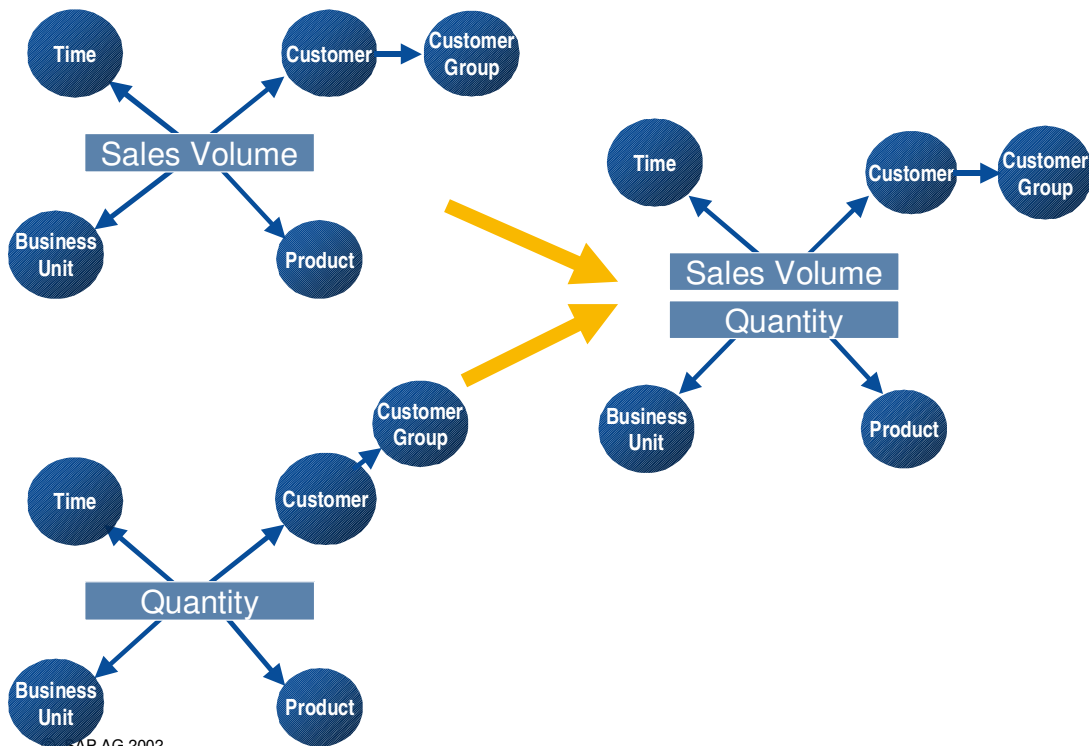 Time
Customer
Customer
Group
Sales Volume
Business
Unit
Product
Customer
Group
Time
Customer
Quantity
Business
Unit
Product
Time
Customer
Customer
Group
Sales Volume
Quantity
Business
Unit
Product
SAP AG 2002